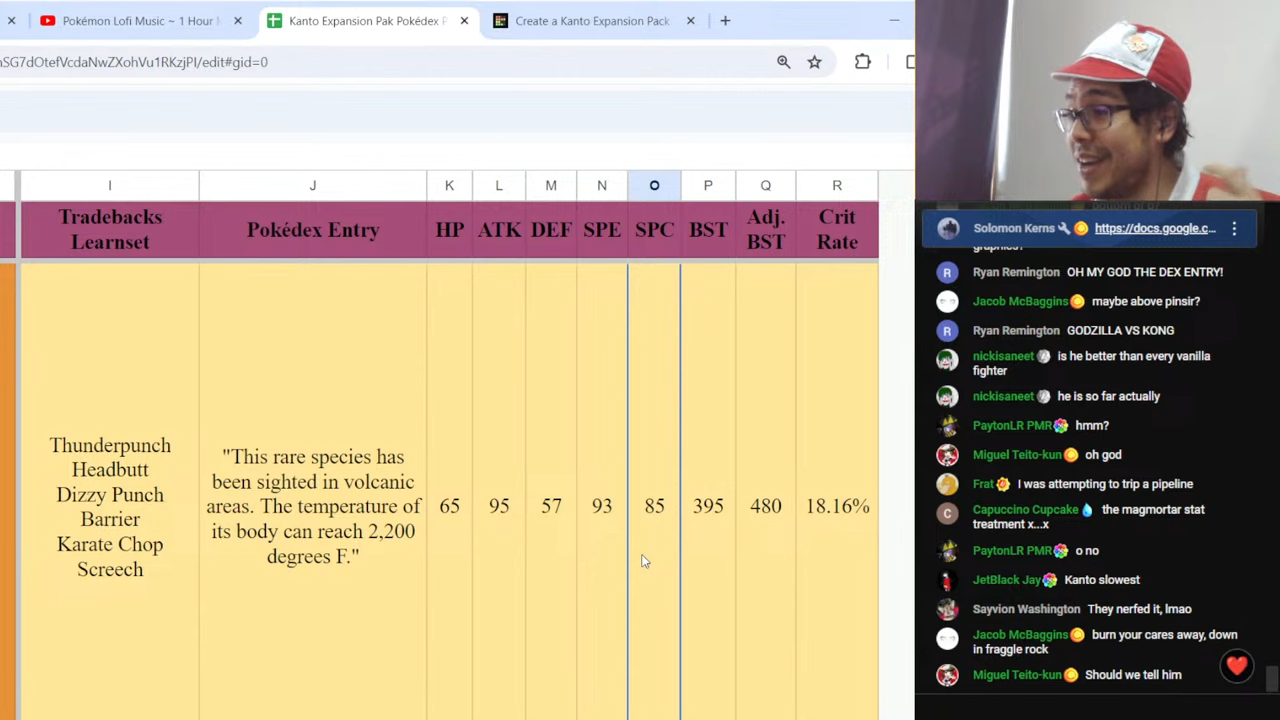 Pokémon Lofi Music ~ 1 Hour
Kanto Expansion Pak Pokédex
Create a Kanto Expansion Pack
nSG7dOtefVcdaNwZXohVu1RKzjPI/edit#gid=0
I J K L M N O P Q R
Tradebacks Learnset
Pokédex Entry
HP
ATK
DEF
SPE
SPC
BST
Adj. BST
Crit Rate
Thunderpunch
Headbutt
Dizzy Punch
Barrier
Karate Chop
Screech
"This rare species has
been sighted in volcanic
areas. The temperature of
its body can reach 2,200
degrees F."
65 95 57 93 85 395 480 18.16%
Solomon Kerns https://docs.google.c...
graphics?
Ryan Remington OH MY GOD THE DEX ENTRY!
Jacob McBaggins maybe above pinsir?
Ryan Remington GODZILLA VS KONG
nickisaneet is he better than every vanilla
fighter
nickisaneet he is so far actually
PaytonLR PMR hmm?
Miguel Teito-kun oh god
Frat I was attempting to trip a pipeline
Capuccino Cupcake the magmortar stat
treatment x...x
PaytonLR PMR o no
JetBlack Jay Kanto slowest
Sayvion Washington They nerfed it, lmao
Jacob McBaggins burn your cares away, down
in fraggle rock
Miguel Teito-kun Should we tell him